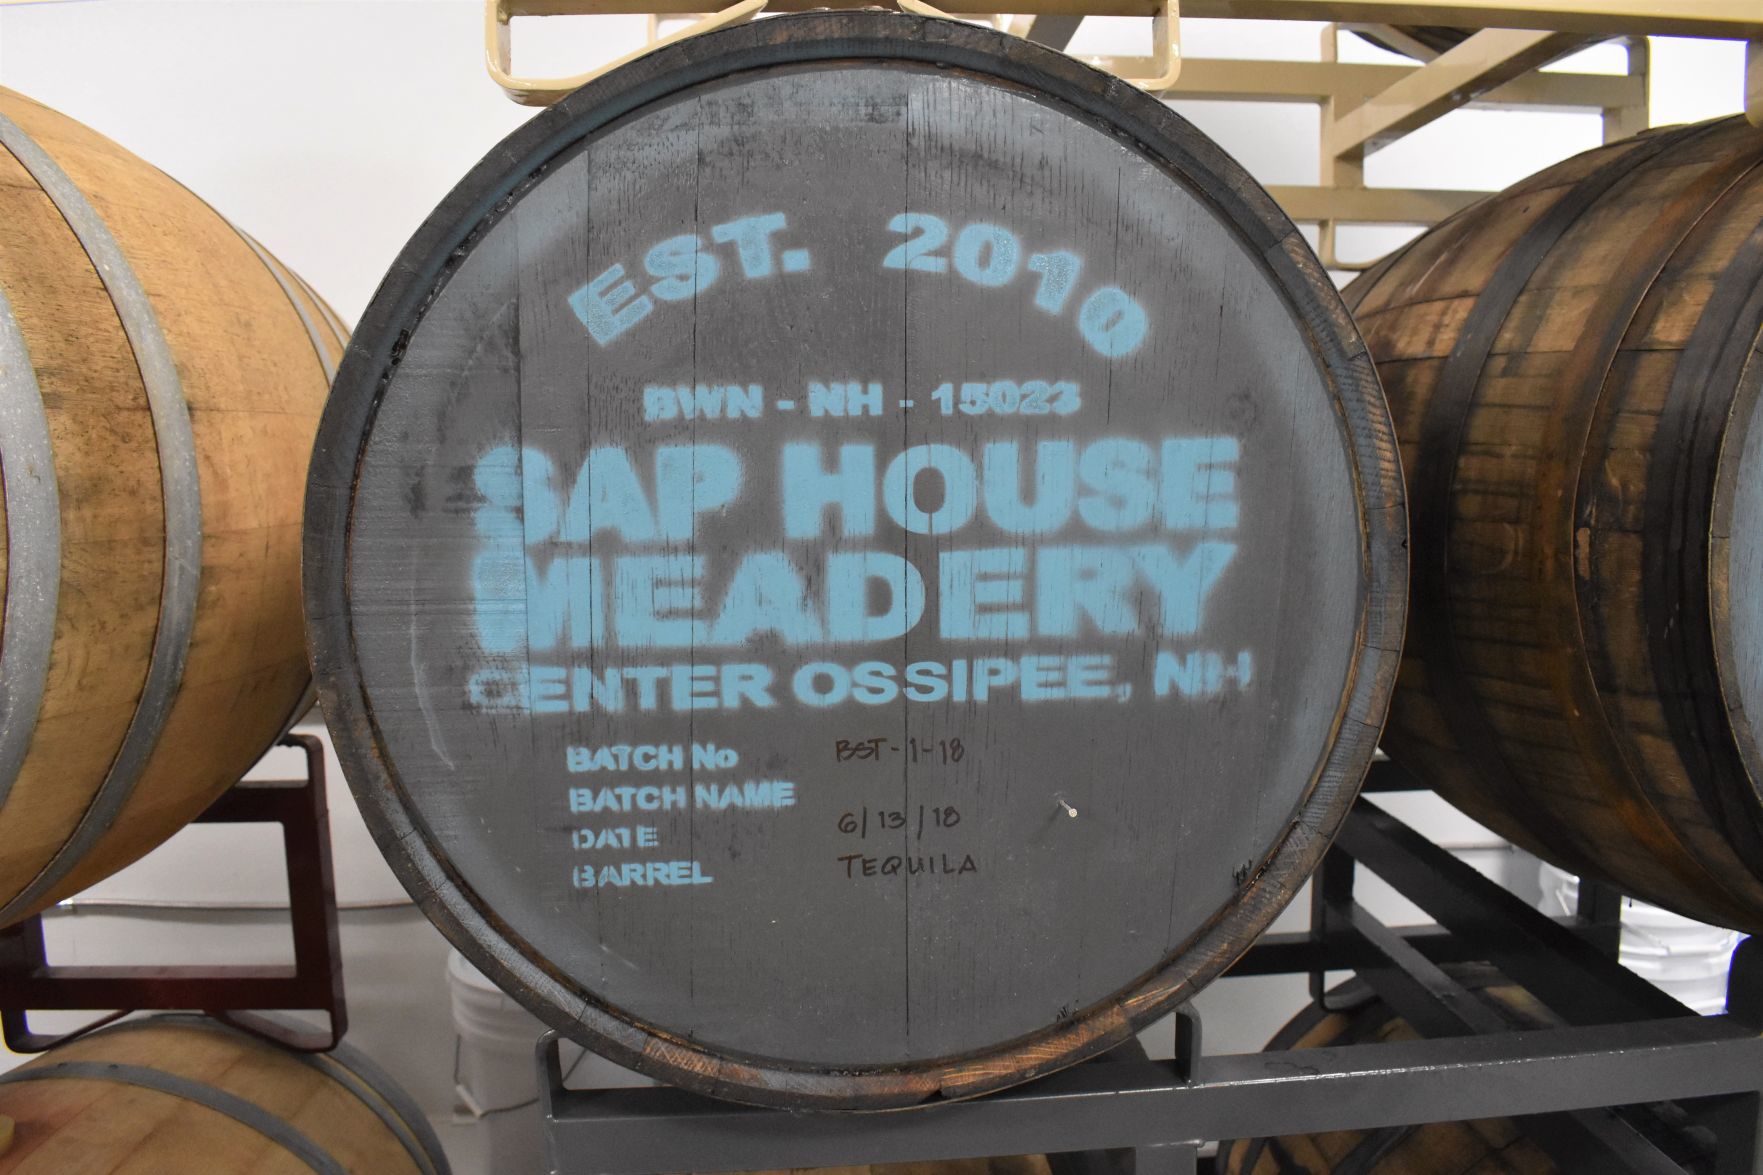 EST. 2010
BWN - NH - 15023
SAP HOUSE
MEADERY
CENTER OSSIPEE, NH
BATCH No BST-1-18
BATCH NAME
DATE 6/13/18
BARREL TEQUILA